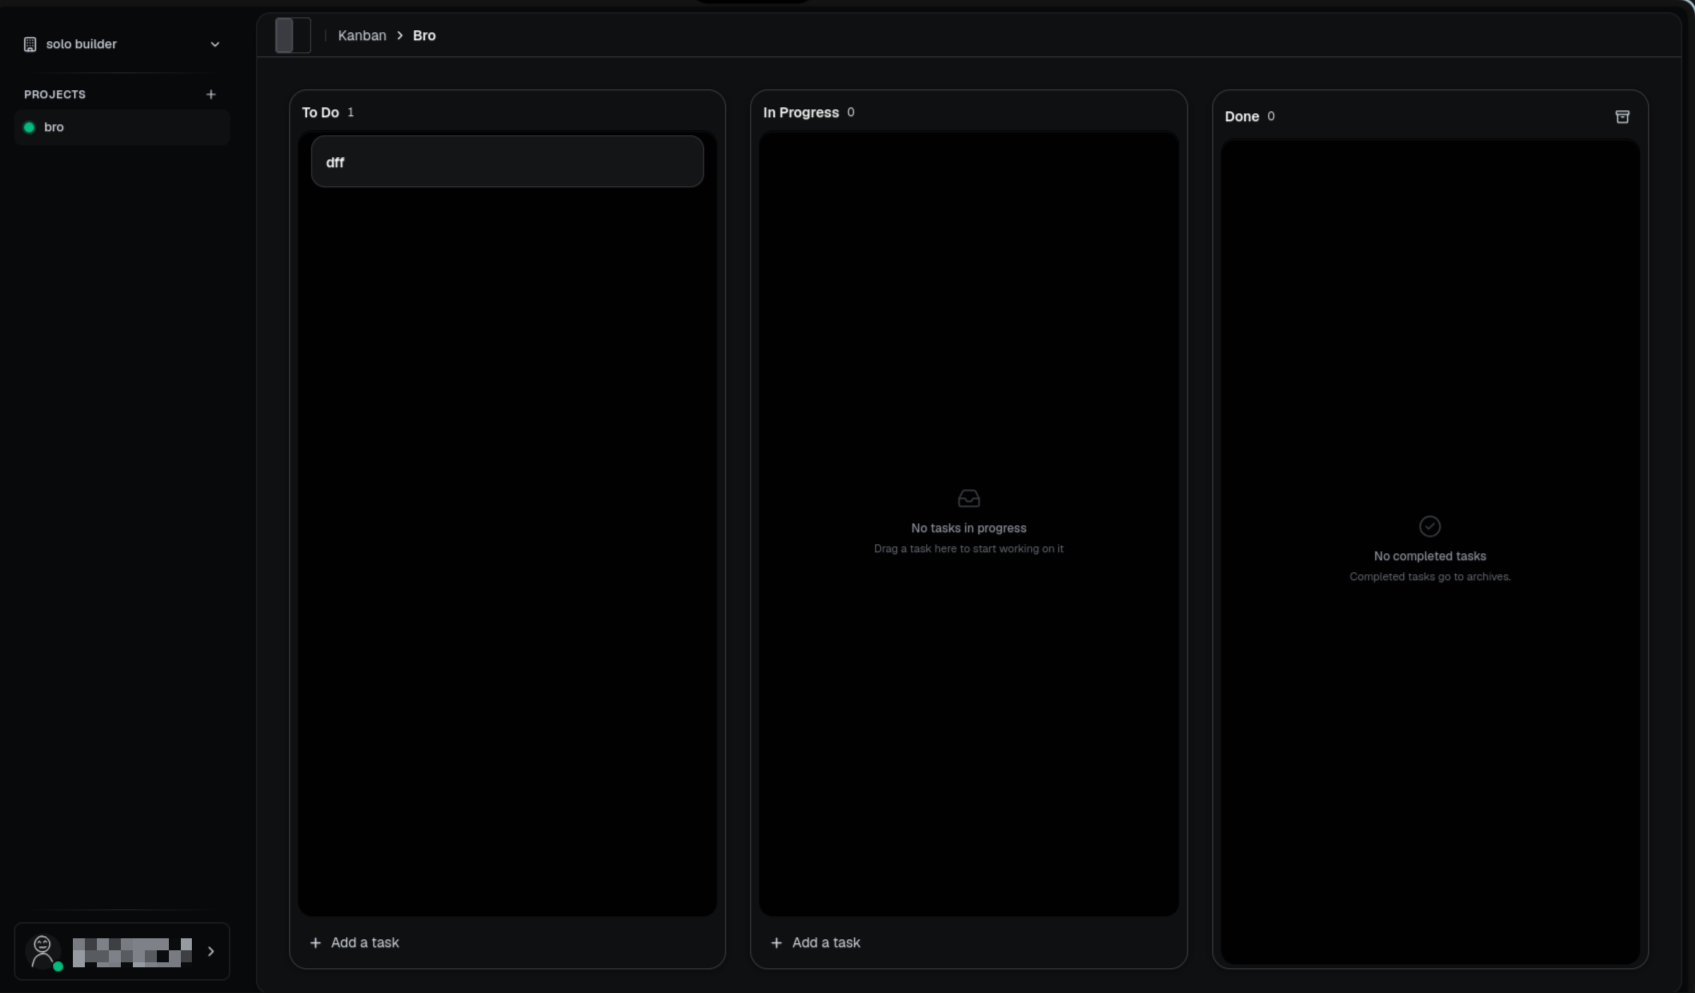 solo builder
PROJECTS
bro
Kanban > Bro
To Do 1
dff
Add a task
In Progress 0
No tasks in progress
Drag a task here to start working on it
Add a task
Done 0
No completed tasks
Completed tasks go to archives.